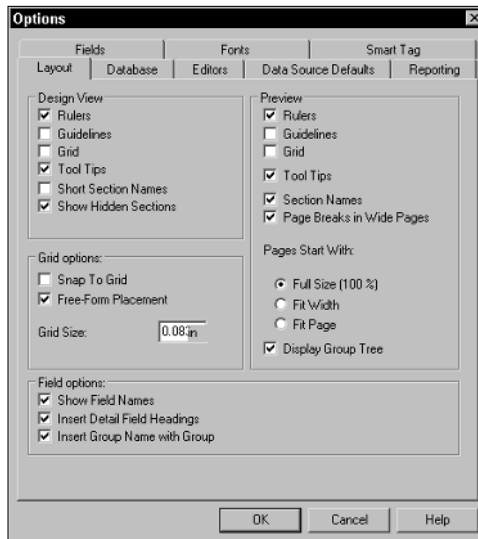 Options
Fields Fonts Smart Tag
Layout Database Editors Data Source Defaults Reporting
Design View
Rulers
Guidelines
Grid
Tool Tips
Short Section Names
Show Hidden Sections
Grid options:
Snap To Grid
Free-Form Placement
Grid Size: in
Preview
Rulers
Guidelines
Grid
Tool Tips
Section Names
Page Breaks in Wide Pages
Pages Start With:
Full Size (100 %)
Fit Width
Fit Page
Display Group Tree
Field options:
Show Field Names
Insert Detail Field Headings
Insert Group Name with Group
OK Cancel Help